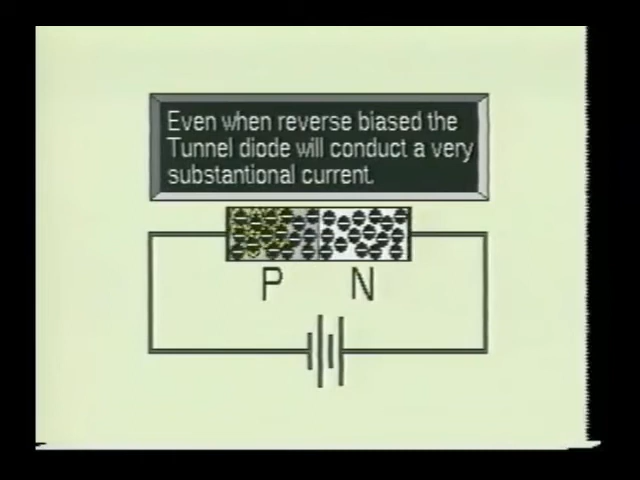 Even when reverse biased the
Tunnel diode will conduct a very
substantional current.
P N